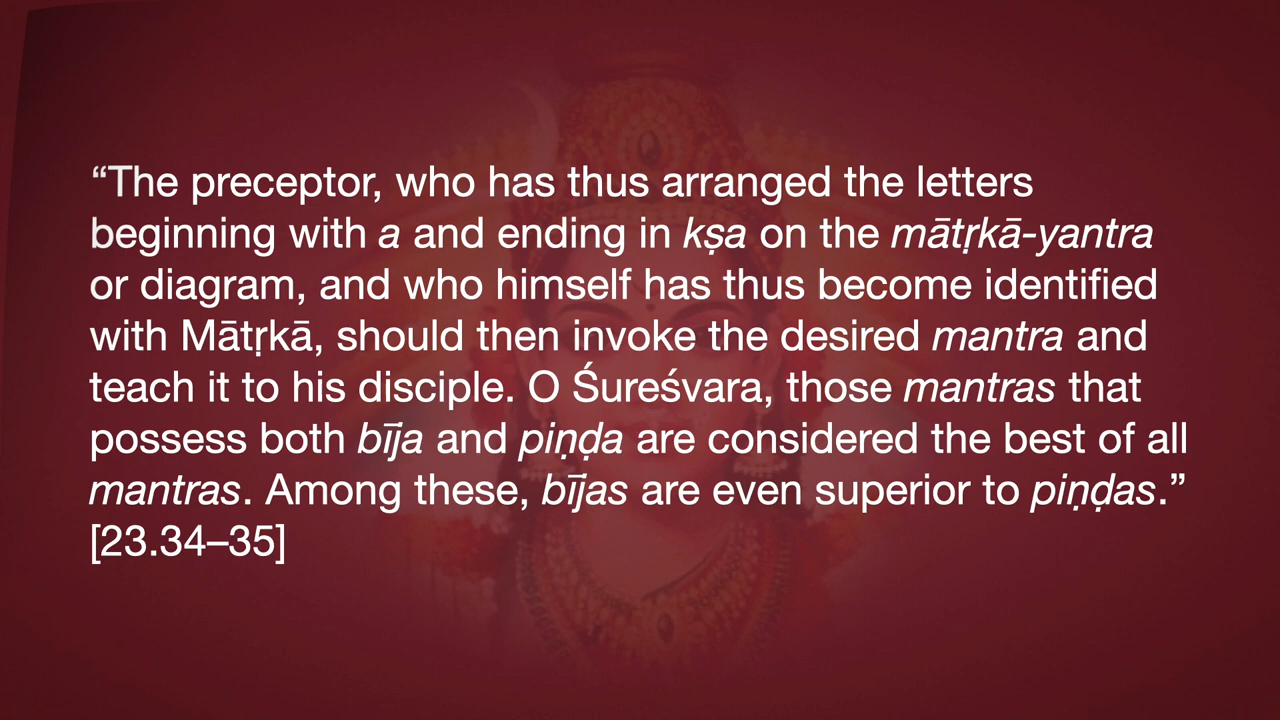 “The preceptor, who has thus arranged the letters
beginning with a and ending in kṣa on the mātṛkā-yantra
or diagram, and who himself has thus become identified
with Mātṛkā, should then invoke the desired mantra and
teach it to his disciple. O Śureśvara, those mantras that
possess both bīja and piṇḍa are considered the best of all
mantras. Among these, bījas are even superior to piṇḍas.”
[23.34–35]